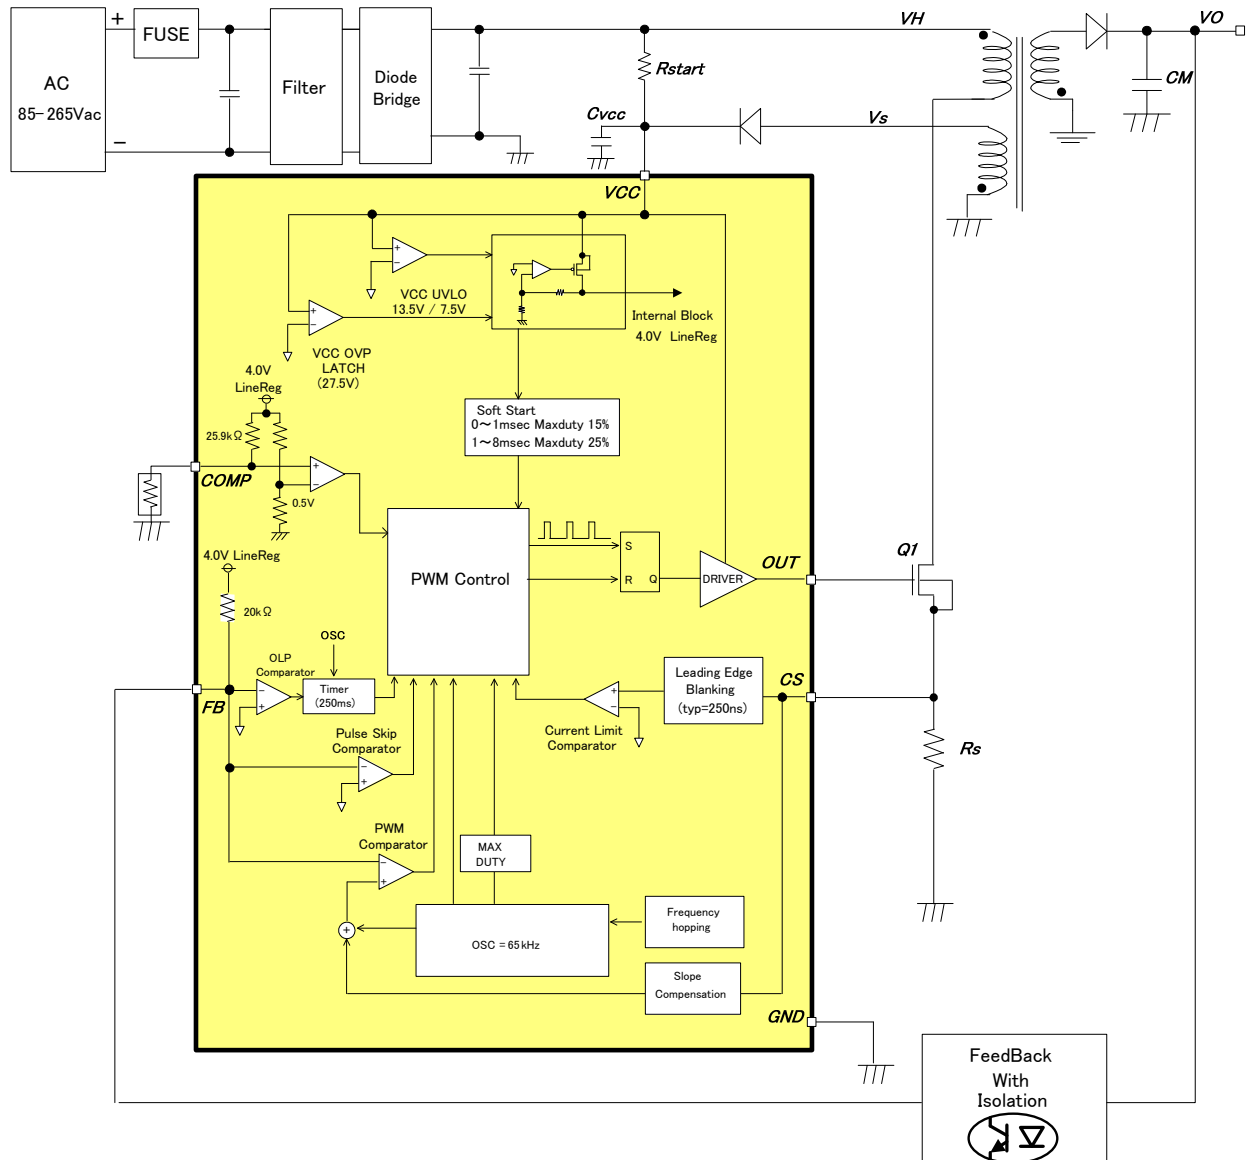 AC
85-265Vac
+
−
FUSE
Filter
Diode
Bridge
VH
Rstart
Cvcc
Vs
VO
CM
VCC
+
−
VCC UVLO
13.5V / 7.5V
+
−
VCC OVP
LATCH
(27.5V)
Internal Block
4.0V LineReg
Soft Start
0~1msec Maxduty 15%
1~8msec Maxduty 25%
4.0V
LineReg
25.9kΩ
COMP
+
−
0.5V
4.0V LineReg
20kΩ
PWM Control
S
R
Q
DRIVER
OUT
Q1
OSC
OLP
Comparator
−
+
Timer
(250ms)
FB
Pulse Skip
Comparator
−
+
Leading Edge
Blanking
(typ=250ns)
CS
+
−
Current Limit
Comparator
Rs
PWM
Comparator
−
+
MAX
DUTY
+
OSC = 65kHz
Frequency
hopping
Slope
Compensation
GND
FeedBack
With
Isolation